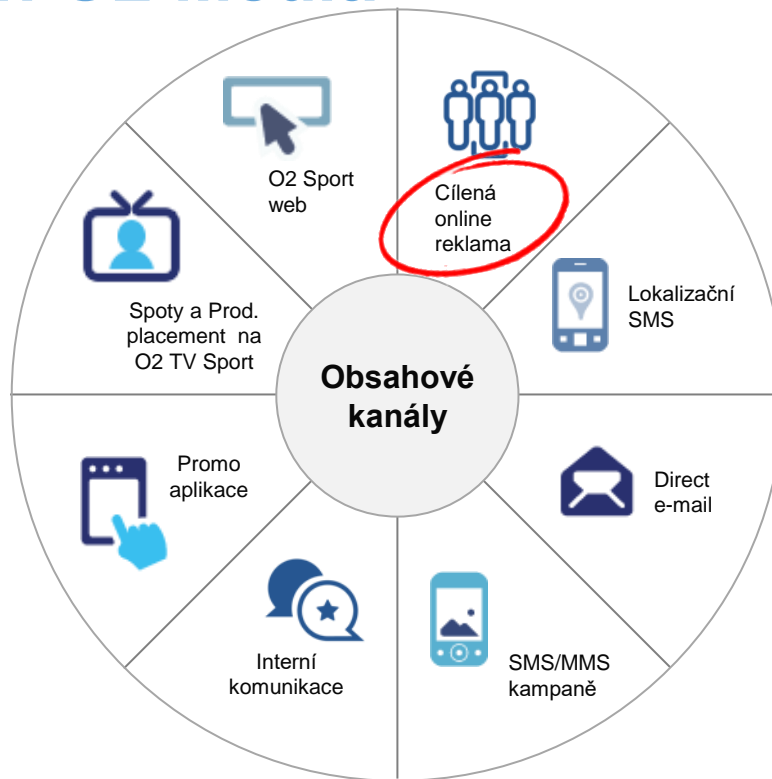 O2 Sport
web
Cílená
online
reklama
Spoty a Prod.
placement na
O2 TV Sport
Lokalizační
SMS
Obsahové
kanály
Promo
aplikace
Direct
e-mail
Interní
komunikace
SMS/MMS
kampaně